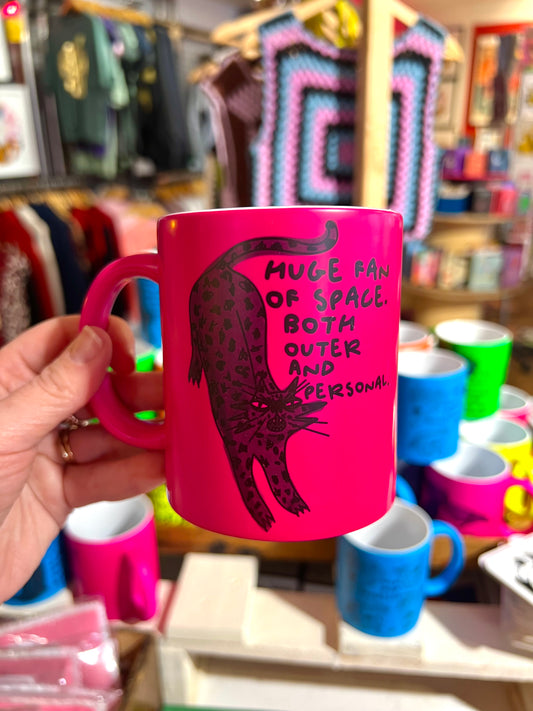 HUGE FAN
OF SPACE.
BOTH
OUTER
AND
PERSONAL.